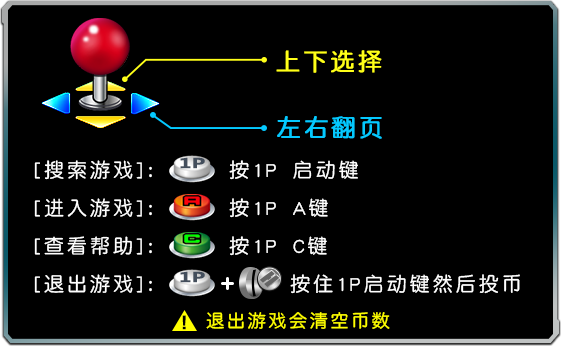 上下选择
左右翻页
[搜索游戏]: 1P 按1P 启动键
[进入游戏]: A 按1P A键
[查看帮助]: C 按1P C键
[退出游戏]: 1P + 按住1P启动键然后投币
! 退出游戏会清空币数